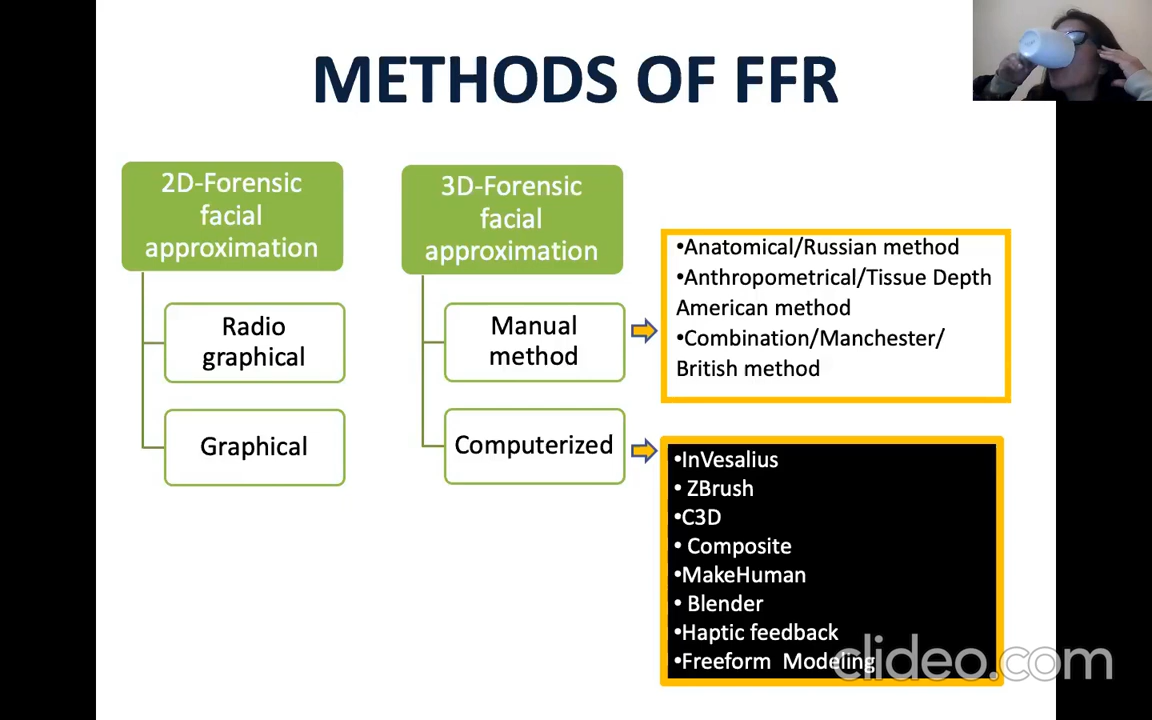 METHODS OF FFR
2D-Forensic
facial
approximation
Radio
graphical
Graphical
3D-Forensic
facial
approximation
Manual
method
Computerized
•Anatomical/Russian method
•Anthropometrical/Tissue Depth
American method
•Combination/Manchester/
British method
•InVesalius
• ZBrush
•C3D
• Composite
•MakeHuman
• Blender
•Haptic feedback
•Freeform  Modeling
clideo.com